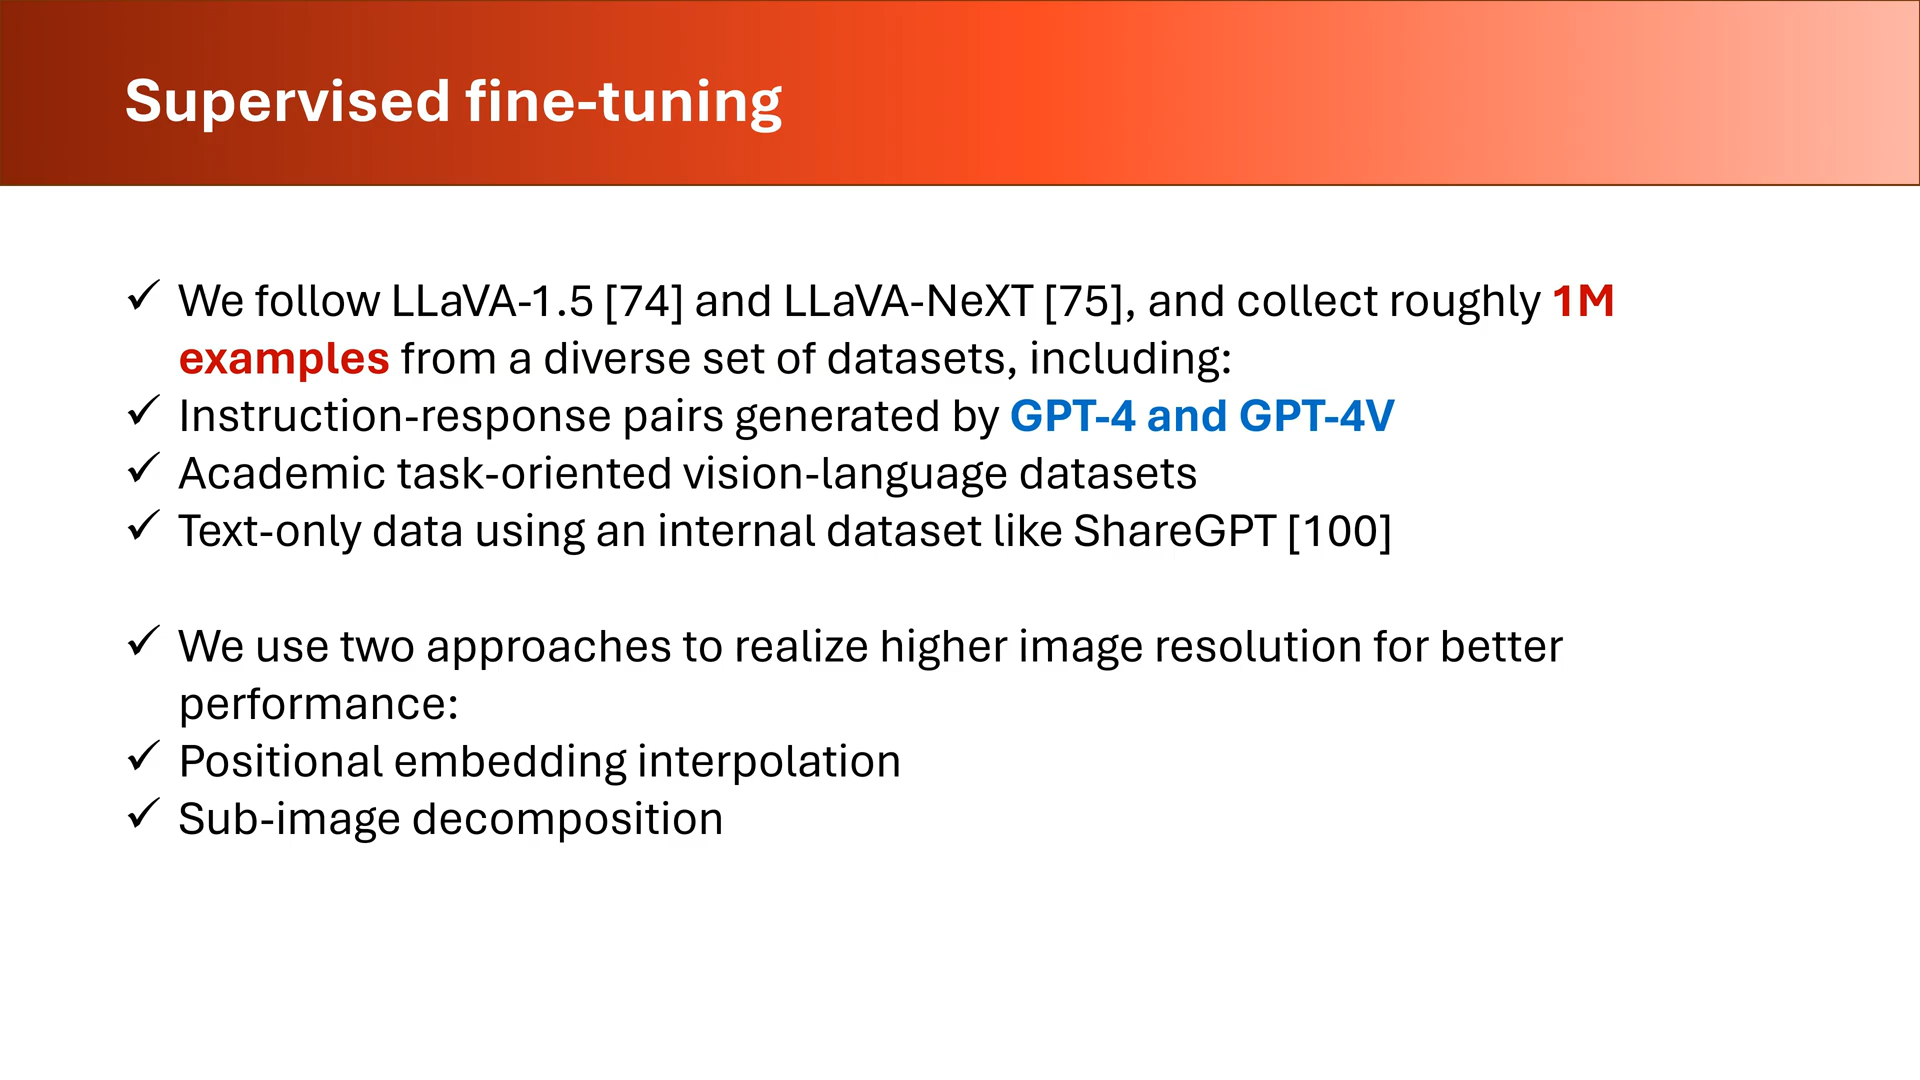 Supervised fine-tuning
✓ We follow LLaVA-1.5 [74] and LLaVA-NeXT [75], and collect roughly 1M
examples from a diverse set of datasets, including:
✓ Instruction-response pairs generated by GPT-4 and GPT-4V
✓ Academic task-oriented vision-language datasets
✓ Text-only data using an internal dataset like ShareGPT [100]
✓ We use two approaches to realize higher image resolution for better
performance:
✓ Positional embedding interpolation
✓ Sub-image decomposition